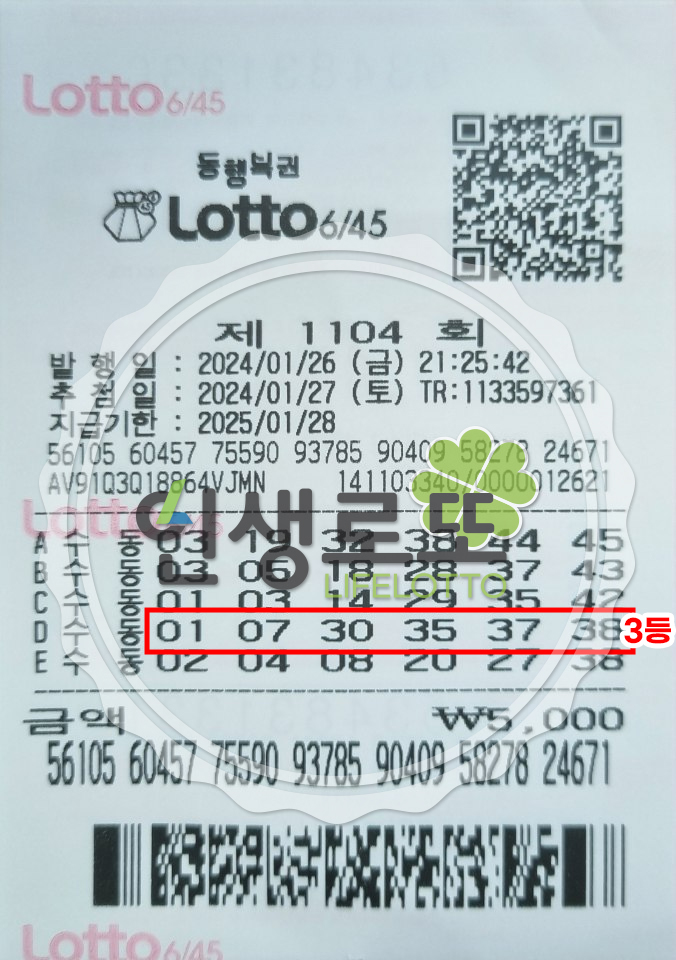 Lotto 6/45
동행복권
Lotto 6/45
제 1104 회
발 행 일 : 2024/01/26 (금) 21:25:42
추 첨 일 : 2024/01/27 (토) TR:1133597361
지급기한 : 2025/01/28
56105 60457 75590 93785 90409 58278 24671
AV91Q3Q18864VJMN 141103340/0000012621
Lotto 6/45
인생로또
LIFELOTTO
A 수 동 03 19 32 38 44 45
B 수 동 03 05 18 28 37 43
C 수 동 01 03 14 29 35 42
D 수 동 01 07 30 35 37 38 3등
E 수 동 02 04 08 20 27 38
금액 ₩5,000
56105 60457 75590 93785 90409 58278 24671
Lotto 6/45